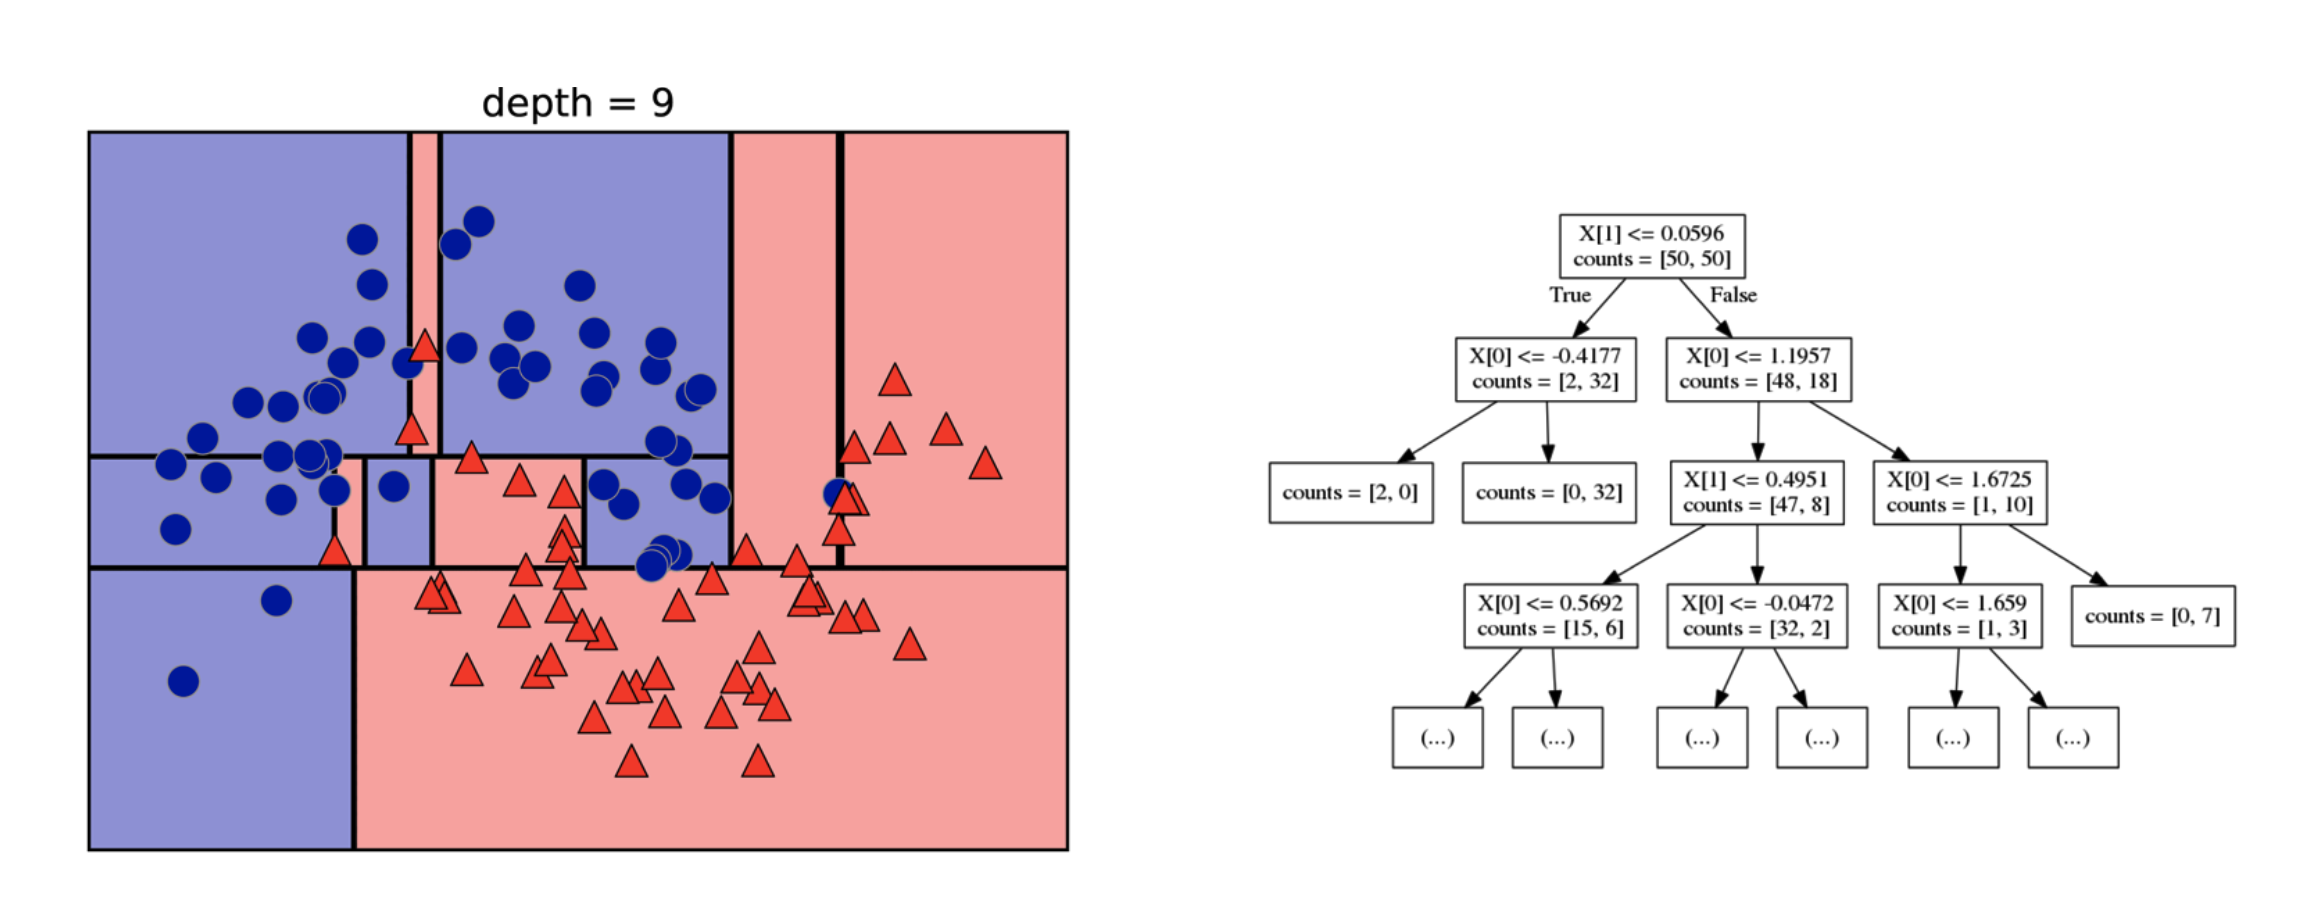 depth = 9
X[1] <= 0.0596
counts = [50, 50]
True
False
X[0] <= -0.4177
counts = [2, 32]
X[0] <= 1.1957
counts = [48, 18]
counts = [2, 0]
counts = [0, 32]
X[1] <= 0.4951
counts = [47, 8]
X[0] <= 1.6725
counts = [1, 10]
X[0] <= 0.5692
counts = [15, 6]
X[0] <= -0.0472
counts = [32, 2]
X[0] <= 1.659
counts = [1, 3]
counts = [0, 7]
(...)
(...)
(...)
(...)
(...)
(...)